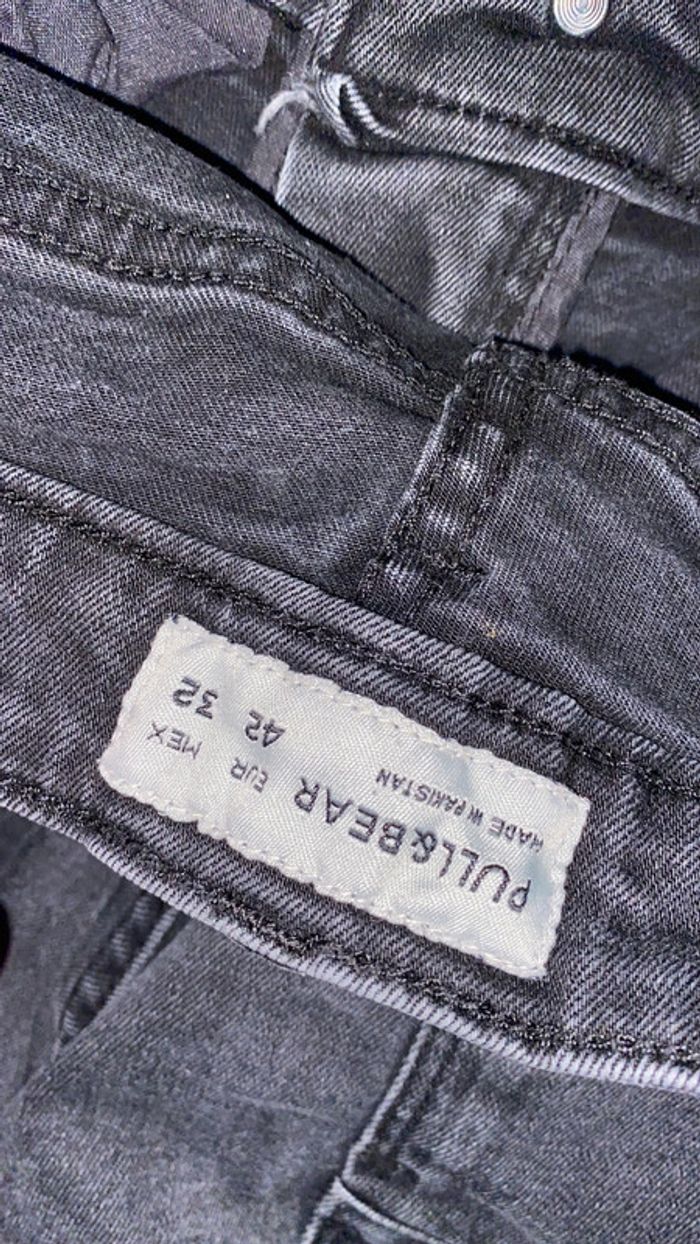 PULL&BEAR
MADE IN PAKISTAN
EUR MEX
42 32